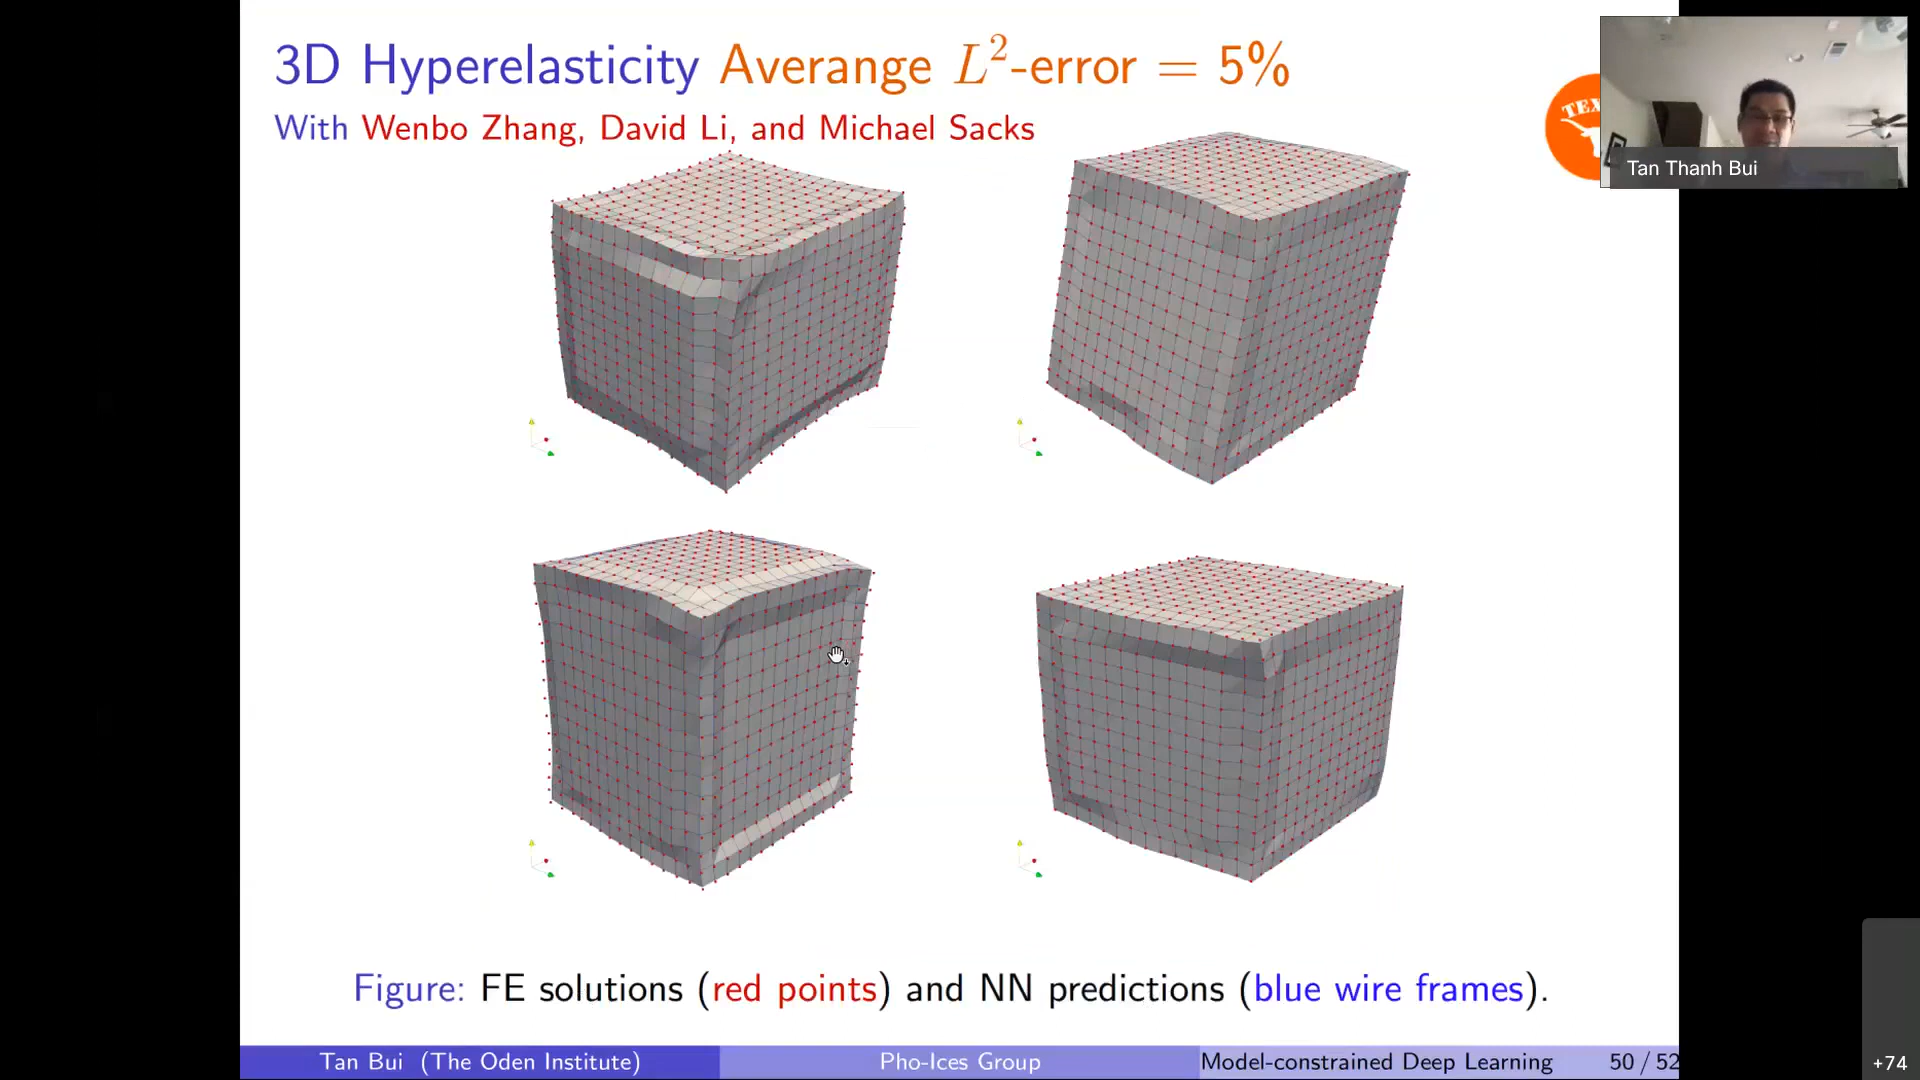 3D Hyperelasticity Averange L²-error = 5%
With Wenbo Zhang, David Li, and Michael Sacks
TEX
Tan Thanh Bui
Figure: FE solutions (red points) and NN predictions (blue wire frames).
Tan Bui (The Oden Institute) Pho-Ices Group Model-constrained Deep Learning 50 / 52
+74